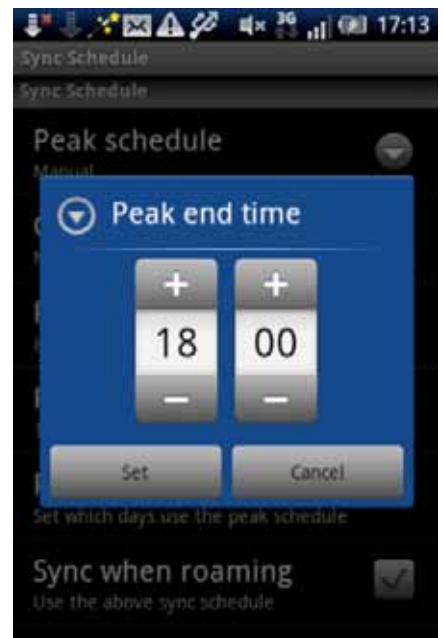 3G 17:13
Sync Schedule
Sync Schedule
Peak schedule
Manual
Peak end time
+ +
18 00
− −
Set Cancel
Set which days use the peak schedule
Sync when roaming
Use the above sync schedule